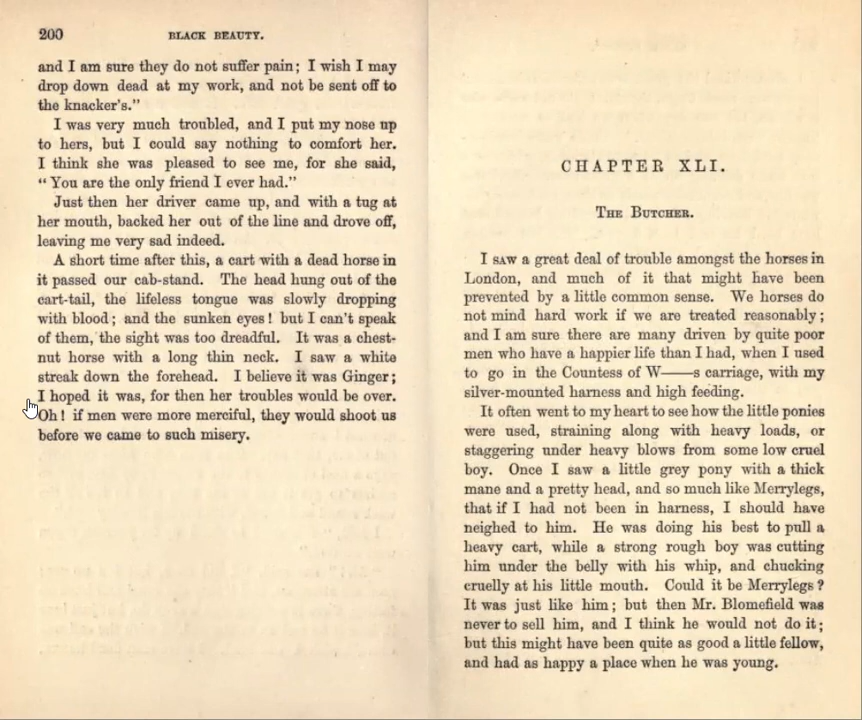 200
BLACK BEAUTY.
and I am sure they do not suffer pain; I wish I may
drop down dead at my work, and not be sent off to
the knacker's."
I was very much troubled, and I put my nose up
to hers, but I could say nothing to comfort her.
I think she was pleased to see me, for she said,
"You are the only friend I ever had."
Just then her driver came up, and with a tug at
her mouth, backed her out of the line and drove off,
leaving me very sad indeed.
A short time after this, a cart with a dead horse in
it passed our cab-stand. The head hung out of the
cart-tail, the lifeless tongue was slowly dropping
with blood; and the sunken eyes! but I can't speak
of them, the sight was too dreadful. It was a chest-
nut horse with a long thin neck. I saw a white
streak down the forehead. I believe it was Ginger;
I hoped it was, for then her troubles would be over.
Oh! if men were more merciful, they would shoot us
before we came to such misery.
CHAPTER XLI.
THE BUTCHER.
I SAW a great deal of trouble amongst the horses in
London, and much of it that might have been
prevented by a little common sense. We horses do
not mind hard work if we are treated reasonably;
and I am sure there are many driven by quite poor
men who have a happier life than I had, when I used
to go in the Countess of W——s carriage, with my
silver-mounted harness and high feeding.
It often went to my heart to see how the little ponies
were used, straining along with heavy loads, or
staggering under heavy blows from some low cruel
boy. Once I saw a little grey pony with a thick
mane and a pretty head, and so much like Merrylegs,
that if I had not been in harness, I should have
neighed to him. He was doing his best to pull a
heavy cart, while a strong rough boy was cutting
him under the belly with his whip, and chucking
cruelly at his little mouth. Could it be Merrylegs?
It was just like him; but then Mr. Blomefield was
never to sell him, and I think he would not do it;
but this might have been quite as good a little fellow,
and had as happy a place when he was young.